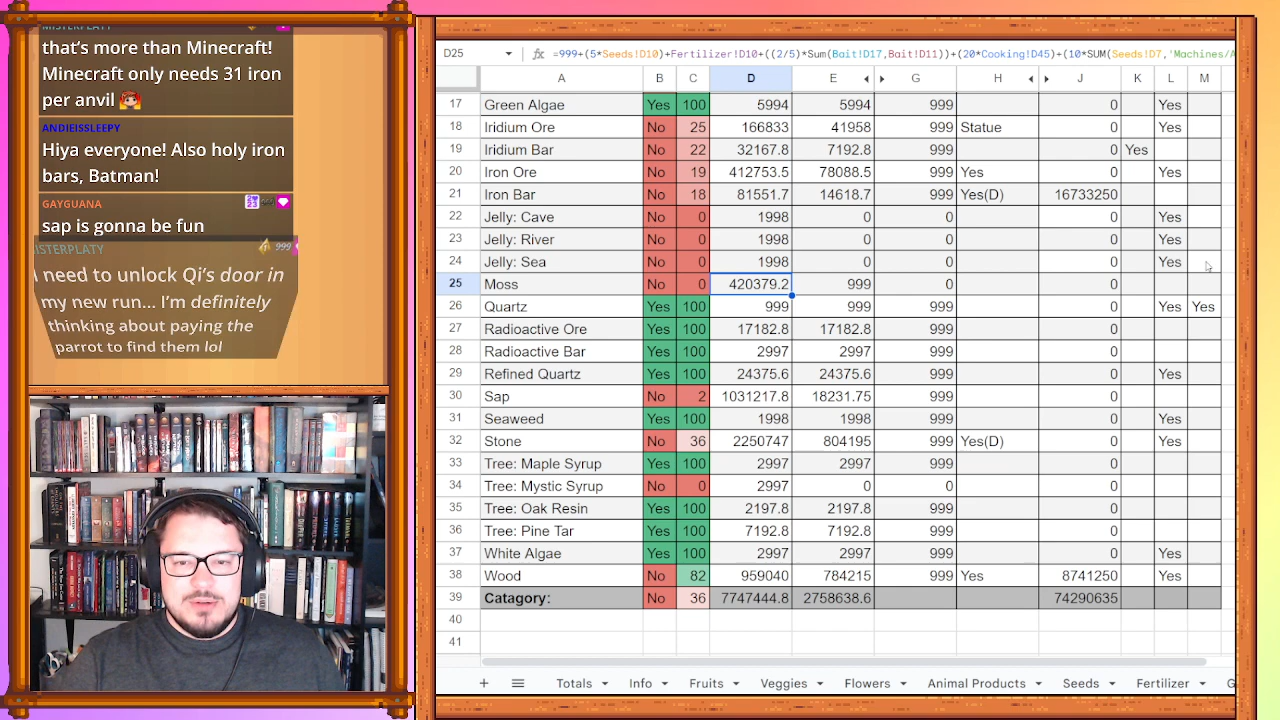 MISTERPLATY
that's more than Minecraft!
Minecraft only needs 31 iron
per anvil
ANDIEISSLEEPY
Hiya everyone! Also holy iron
bars, Batman!
GAYGUANA
sap is gonna be fun
ISTERPLATY 999
I need to unlock Qi's door in
my new run... I'm definitely
thinking about paying the
parrot to find them lol
D25 fx =999+(5*Seeds!D10)+Fertilizer!D10+((2/5)*Sum(Bait!D17,Bait!D11))+(20*Cooking!D45)+(10*SUM(Seeds!D7,'Machines/A
A B C D E G H J K L M
17 Green Algae Yes 100 5994 5994 999 0 Yes
18 Iridium Ore No 25 166833 41958 999 Statue 0 Yes
19 Iridium Bar No 22 32167.8 7192.8 999 0 Yes
20 Iron Ore No 19 412753.5 78088.5 999 Yes 0 Yes
21 Iron Bar No 18 81551.7 14618.7 999 Yes(D) 16733250
22 Jelly: Cave No 0 1998 0 0 0 Yes
23 Jelly: River No 0 1998 0 0 0 Yes
24 Jelly: Sea No 0 1998 0 0 0 Yes
25 Moss No 0 420379.2 999 0 0
26 Quartz Yes 100 999 999 999 0 Yes Yes
27 Radioactive Ore Yes 100 17182.8 17182.8 999 0
28 Radioactive Bar Yes 100 2997 2997 999 0
29 Refined Quartz Yes 100 24375.6 24375.6 999 0 Yes
30 Sap No 2 1031217.8 18231.75 999 0
31 Seaweed Yes 100 1998 1998 999 0 Yes
32 Stone No 36 2250747 804195 999 Yes(D) 0 Yes
33 Tree: Maple Syrup Yes 100 2997 2997 999 0
34 Tree: Mystic Syrup No 0 2997 0 0 0
35 Tree: Oak Resin Yes 100 2197.8 2197.8 999 0
36 Tree: Pine Tar Yes 100 7192.8 7192.8 999 0
37 White Algae Yes 100 2997 2997 999 0 Yes
38 Wood No 82 959040 784215 999 Yes 8741250 Yes
39 Catagory: No 36 7747444.8 2758638.6 74290635
40
41
Totals Info Fruits Veggies Flowers Animal Products Seeds Fertilizer